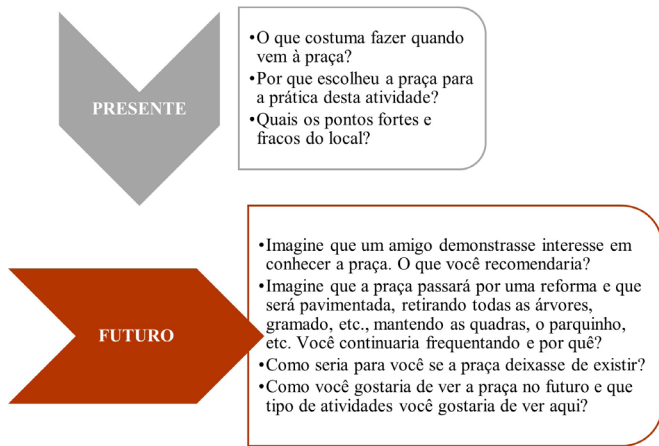 PRESENTE
•O que costuma fazer quando
vem à praça?
•Por que escolheu a praça para
a prática desta atividade?
•Quais os pontos fortes e
fracos do local?
FUTURO
•Imagine que um amigo demonstrasse interesse em
conhecer a praça. O que você recomendaria?
•Imagine que a praça passará por uma reforma e que
será pavimentada, retirando todas as árvores,
gramado, etc., mantendo as quadras, o parquinho,
etc. Você continuaria frequentando e por quê?
•Como seria para você se a praça deixasse de existir?
•Como você gostaria de ver a praça no futuro e que
tipo de atividades você gostaria de ver aqui?